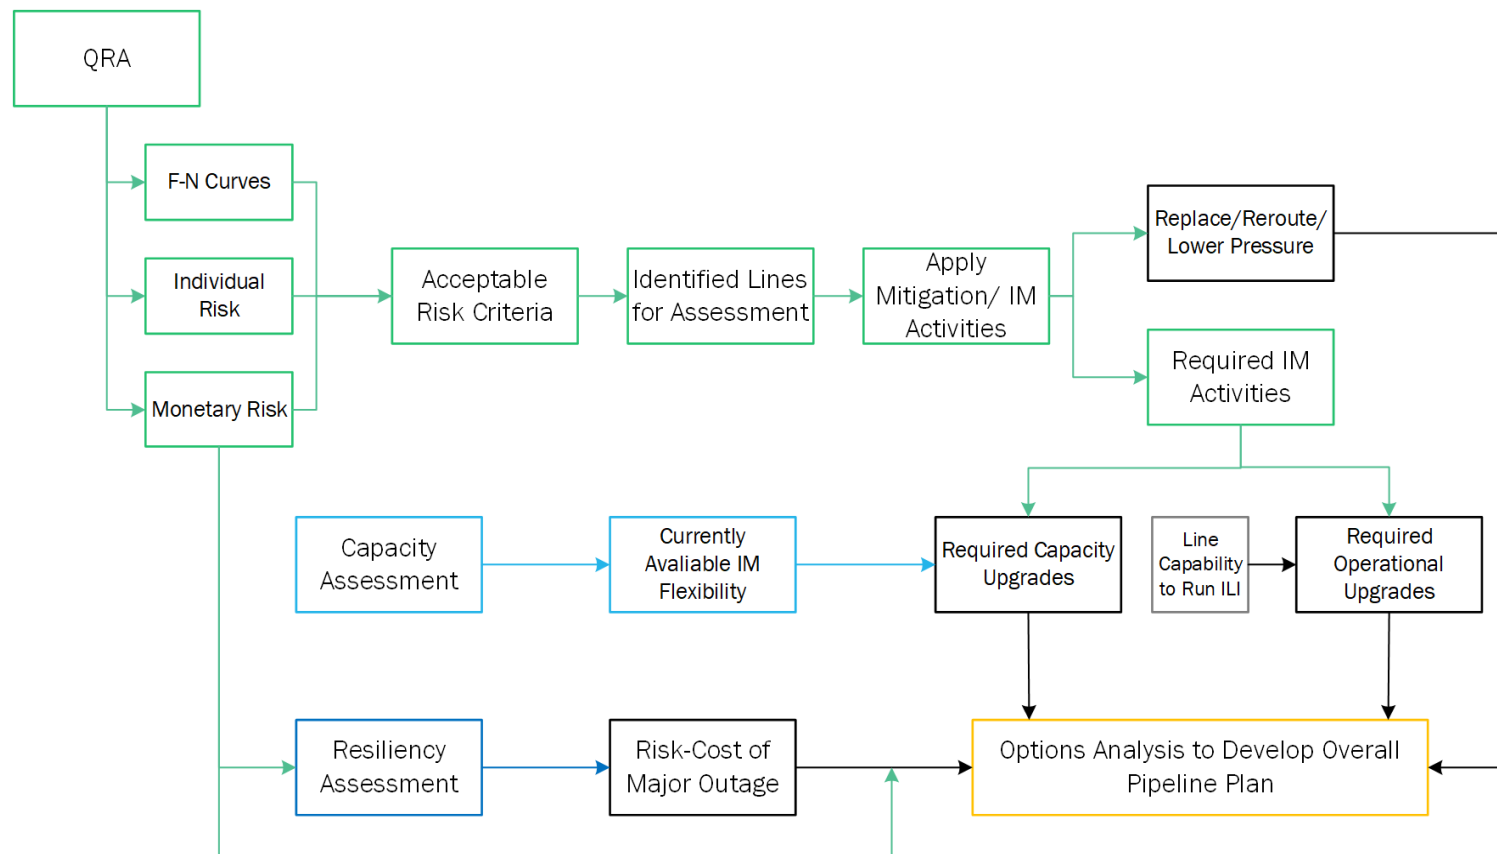 QRA
F-N Curves
Individual
Risk
Monetary Risk
Acceptable
Risk Criteria
Identified Lines
for Assessment
Apply
Mitigation/ IM
Activities
Replace/Reroute/
Lower Pressure
Required IM
Activities
Capacity
Assessment
Currently
Avaliable IM
Flexibility
Required Capacity
Upgrades
Line
Capability
to Run ILI
Required
Operational
Upgrades
Resiliency
Assessment
Risk-Cost of
Major Outage
Options Analysis to Develop Overall
Pipeline Plan